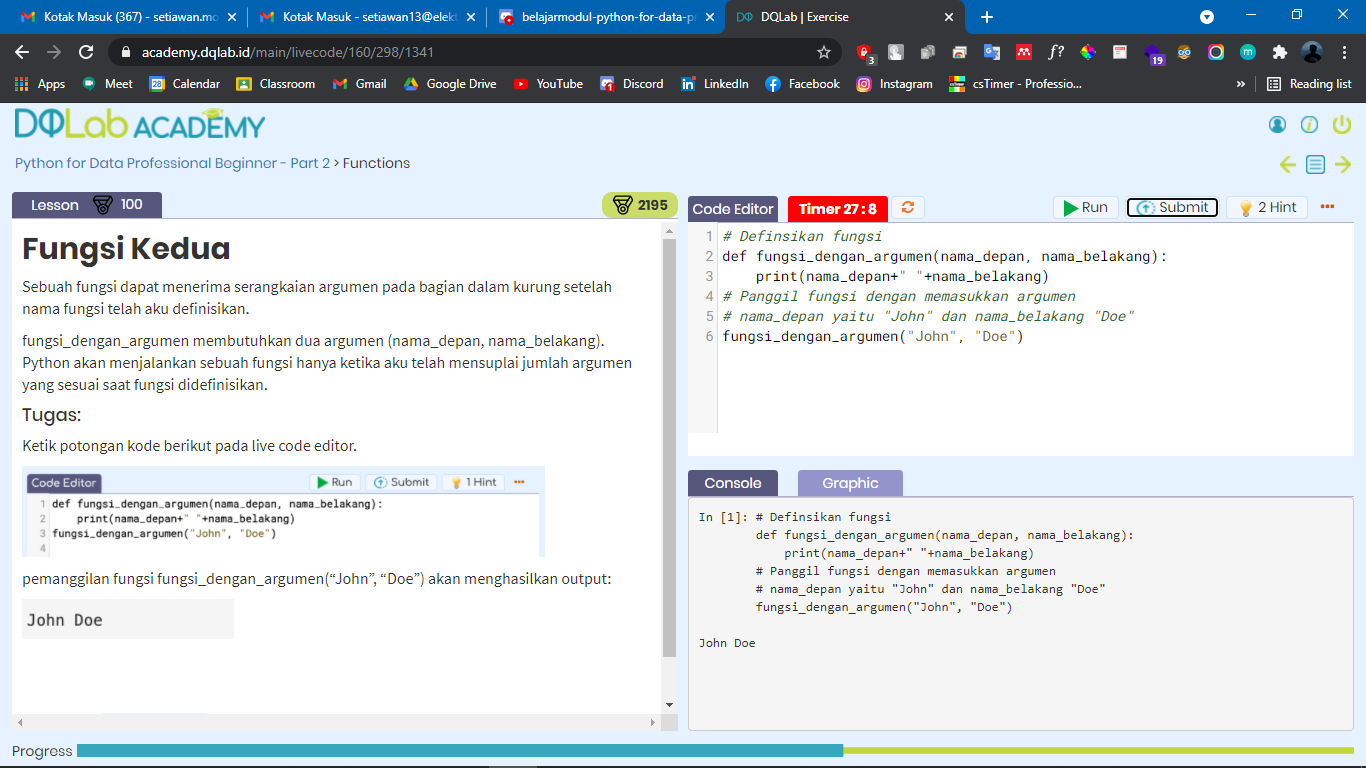 Kotak Masuk (367) - setiawan.mo
Kotak Masuk - setiawan13@elekt
belajarmodul-python-for-data-pr
DQLab | Exercise
academy.dqlab.id/main/livecode/160/298/1341
3
f?
19
Apps
Meet
28
Calendar
Classroom
Gmail
Google Drive
YouTube
Discord
LinkedIn
Facebook
Instagram
csTimer - Professio...
»
Reading list
DQLab ACADEMY
Python for Data Professional Beginner - Part 2 > Functions
Lesson 100
2195
Fungsi Kedua
Sebuah fungsi dapat menerima serangkaian argumen pada bagian dalam kurung setelah
nama fungsi telah aku definisikan.
fungsi_dengan_argumen membutuhkan dua argumen (nama_depan, nama_belakang).
Python akan menjalankan sebuah fungsi hanya ketika aku telah mensuplai jumlah argumen
yang sesuai saat fungsi didefinisikan.
Tugas:
Ketik potongan kode berikut pada live code editor.
Code Editor
Run
Submit
1 Hint
1 def fungsi_dengan_argumen(nama_depan, nama_belakang):
2     print(nama_depan+" "+nama_belakang)
3 fungsi_dengan_argumen("John", "Doe")
4
pemanggilan fungsi fungsi_dengan_argumen(“John”, “Doe”) akan menghasilkan output:
John Doe
Code Editor
Timer 27 : 8
Run
Submit
2 Hint
1 # Definsikan fungsi
2 def fungsi_dengan_argumen(nama_depan, nama_belakang):
3     print(nama_depan+" "+nama_belakang)
4 # Panggil fungsi dengan memasukkan argumen
5 # nama_depan yaitu "John" dan nama_belakang "Doe"
6 fungsi_dengan_argumen("John", "Doe")
Console
Graphic
In [1]: # Definsikan fungsi
def fungsi_dengan_argumen(nama_depan, nama_belakang):
    print(nama_depan+" "+nama_belakang)
# Panggil fungsi dengan memasukkan argumen
# nama_depan yaitu "John" dan nama_belakang "Doe"
fungsi_dengan_argumen("John", "Doe")
John Doe
Progress